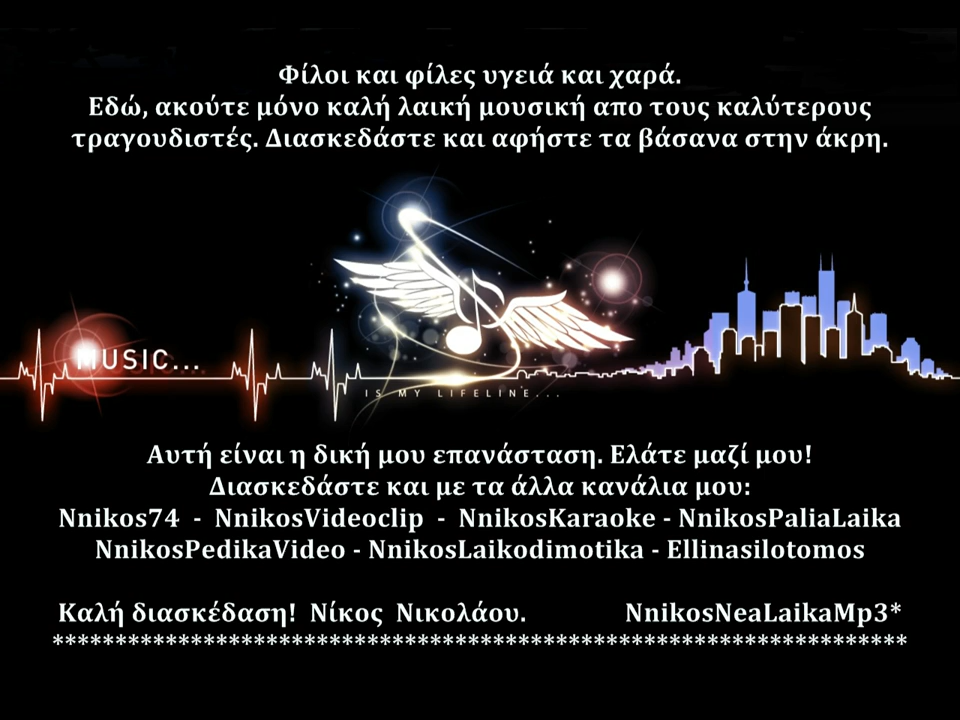 Φίλοι και φίλες υγειά και χαρά.
Εδώ, ακούτε μόνο καλή λαική μουσική απο τους καλύτερους
τραγουδιστές. Διασκεδάστε και αφήστε τα βάσανα στην άκρη.
MUSIC...
IS MY LIFELINE...
Αυτή είναι η δική μου επανάσταση. Ελάτε μαζί μου!
Διασκεδάστε και με τα άλλα κανάλια μου:
Nnikos74 - NnikosVideoclip - NnikosKaraoke - NnikosPaliaLaika
NnikosPedikaVideo - NnikosLaikodimotika - Ellinasilotomos
Καλή διασκέδαση! Νίκος Νικολάου. NnikosNeaLaikaMp3*
********************************************************************